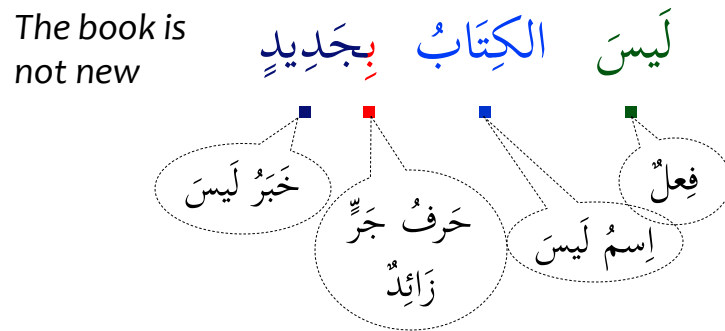 The book is
not new
لَيسَ الكِتَابُ بِجَدِيدٍ
فِعلٌ
اِسمُ لَيسَ
حَرفُ جَرٍّ
زَائِدٌ
خَبَرُ لَيسَ